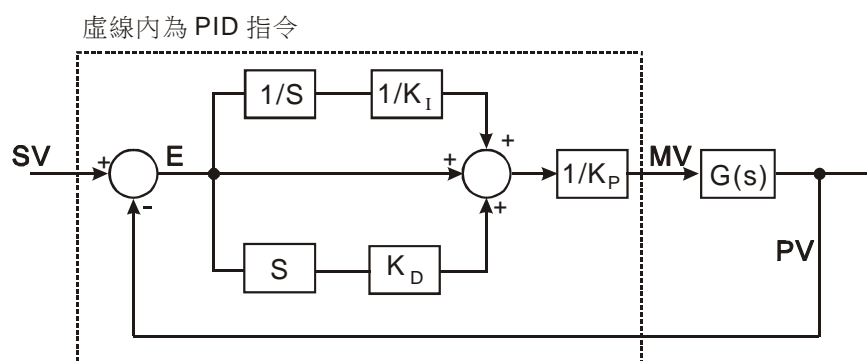 虛線內為 PID 指令
1/S
1/K_I
SV
+
E
+
+
1/K_P
MV
G(s)
-
+
PV
S
K_D